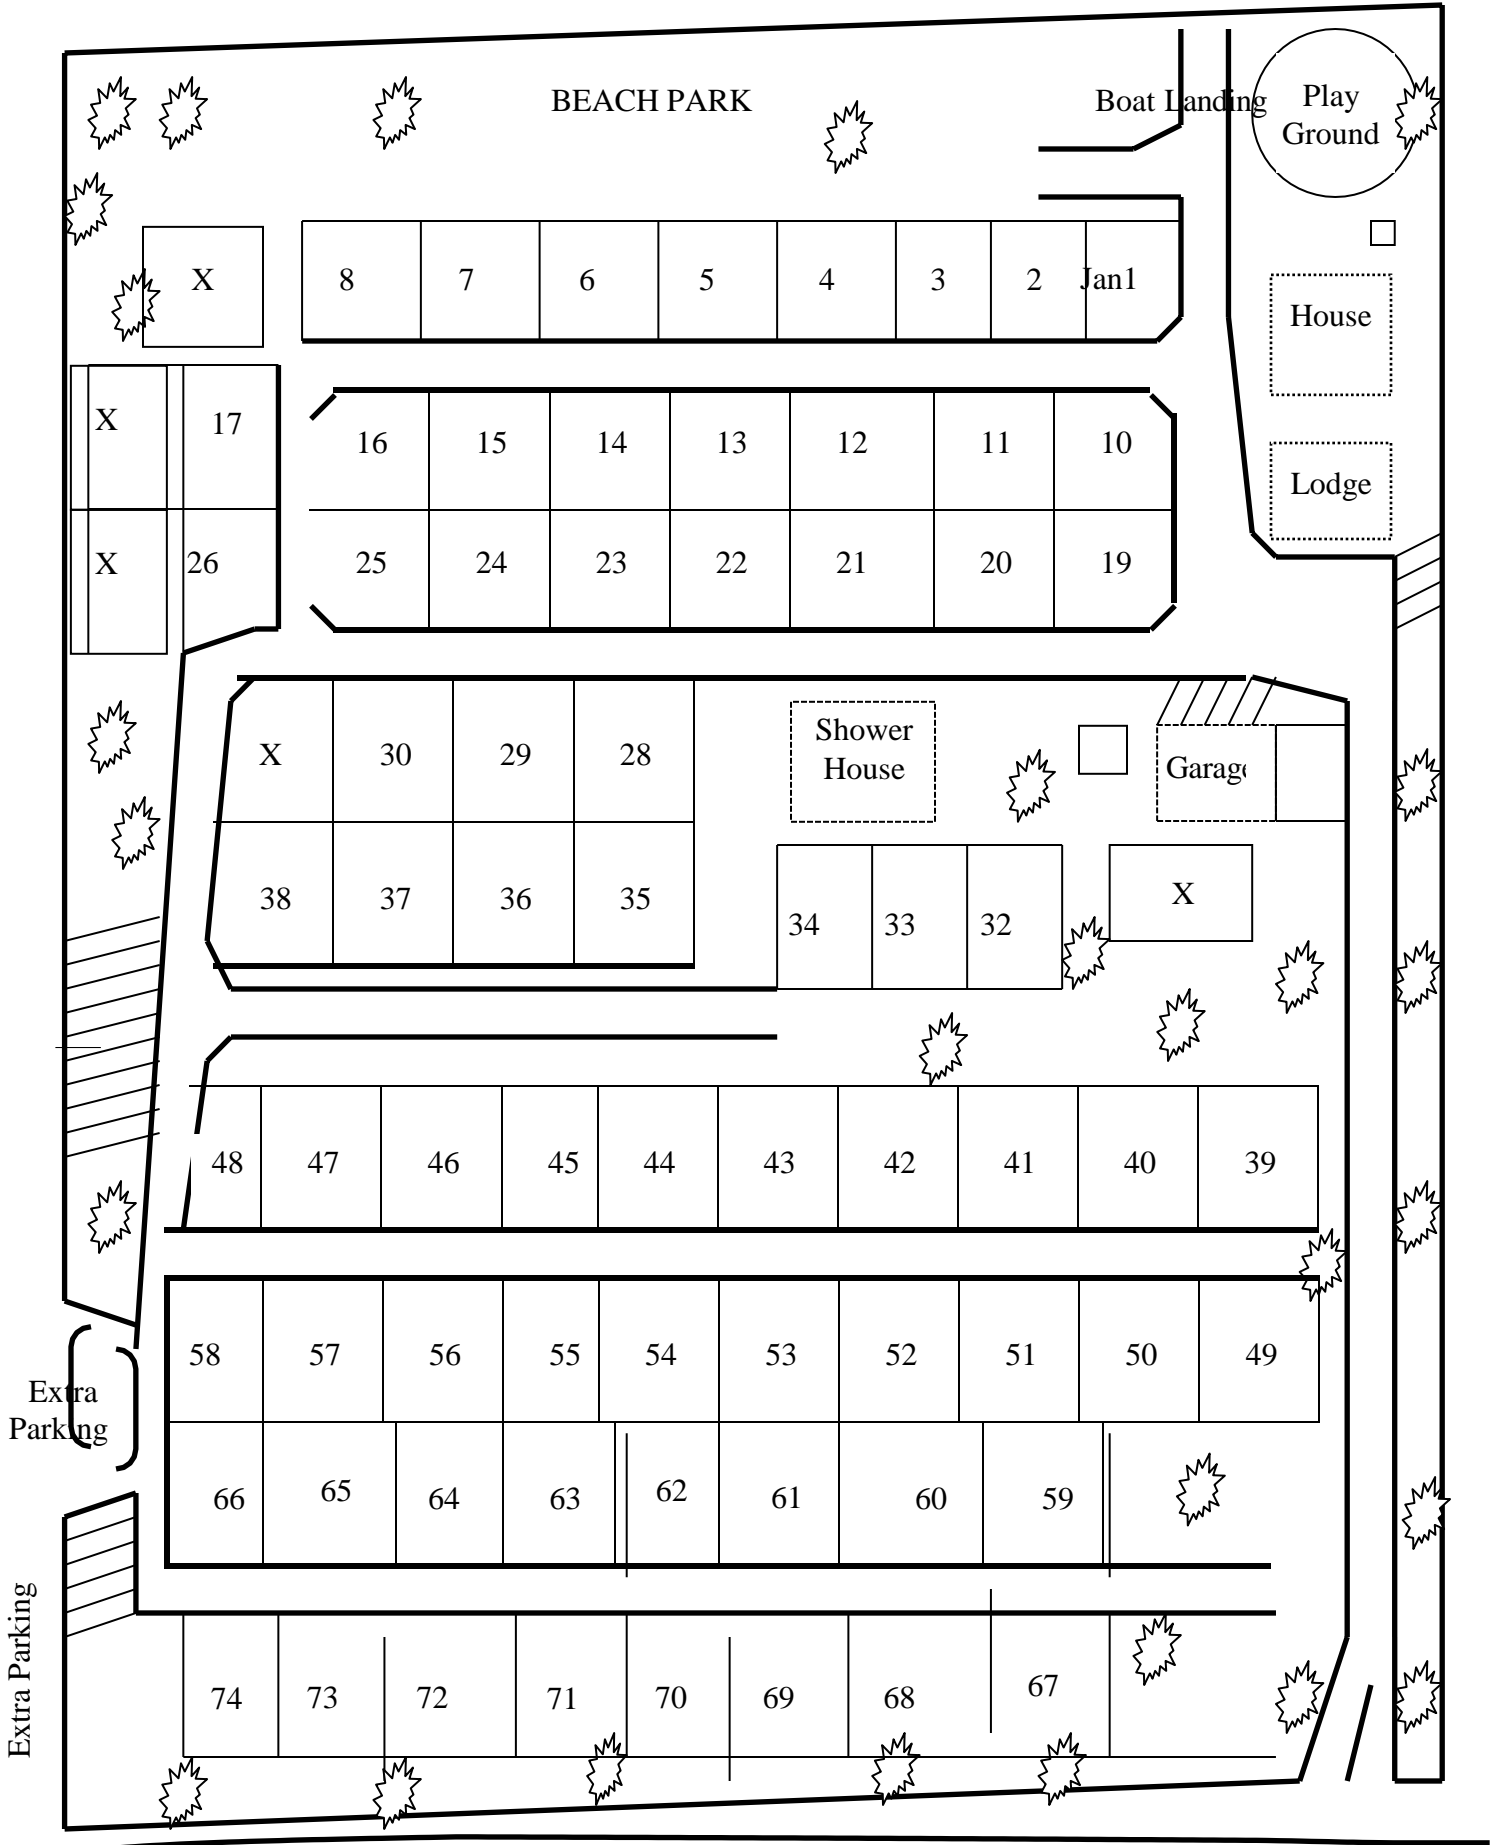 BEACH PARK
Boat Landing
Play
Ground
X
8 7 6 5 4 3 2 Jan1
House
X 17
16 15 14 13 12 11 10
Lodge
X 26
25 24 23 22 21 20 19
Shower
House
X 30 29 28
Garage
38 37 36 35
34 33 32
X
48 47 46 45 44 43 42 41 40 39
58 57 56 55 54 53 52 51 50 49
Extra
Parking
66 65 64 63 62 61 60 59
Extra Parking
74 73 72 71 70 69 68 67